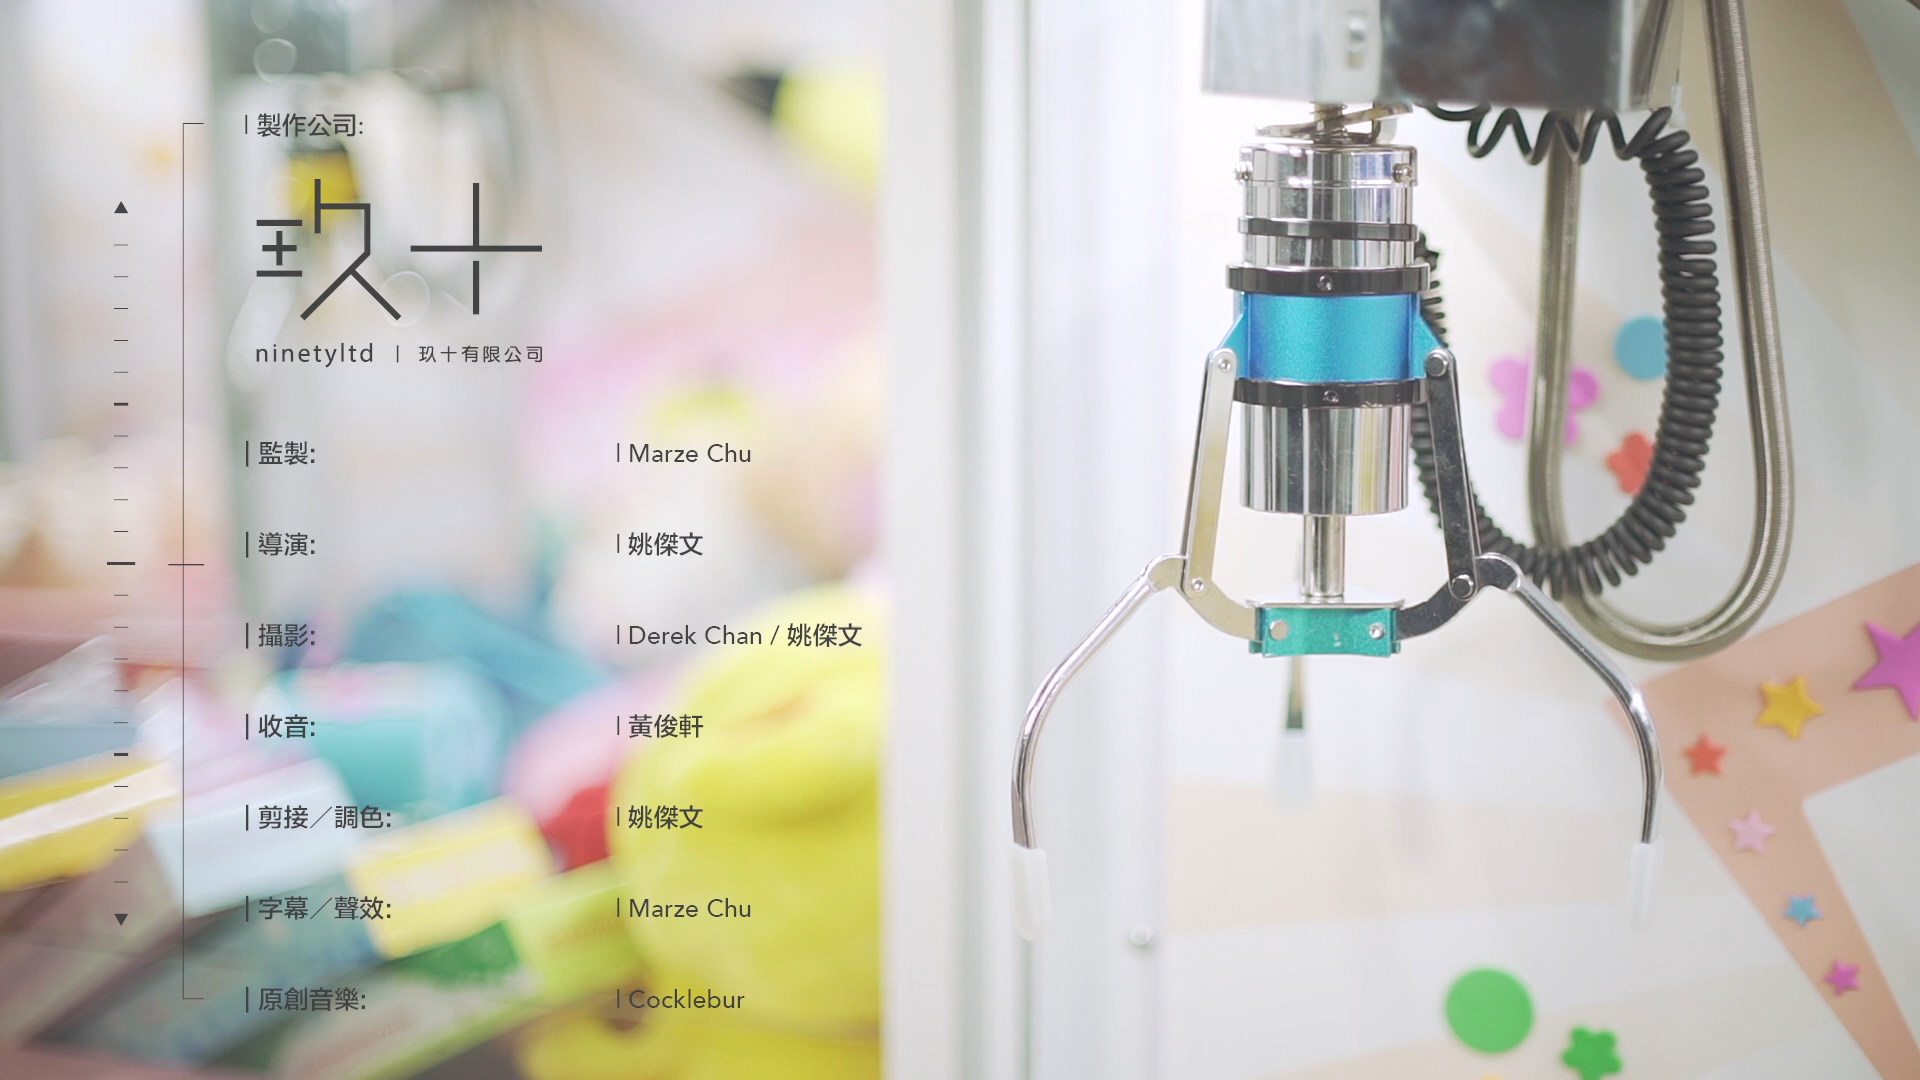 | 製作公司:
玖十
ninetyltd | 玖十有限公司
| 監製: | Marze Chu
| 導演: | 姚傑文
| 攝影: | Derek Chan / 姚傑文
| 收音: | 黃俊軒
| 剪接／調色: | 姚傑文
| 字幕／聲效: | Marze Chu
| 原創音樂: | Cocklebur